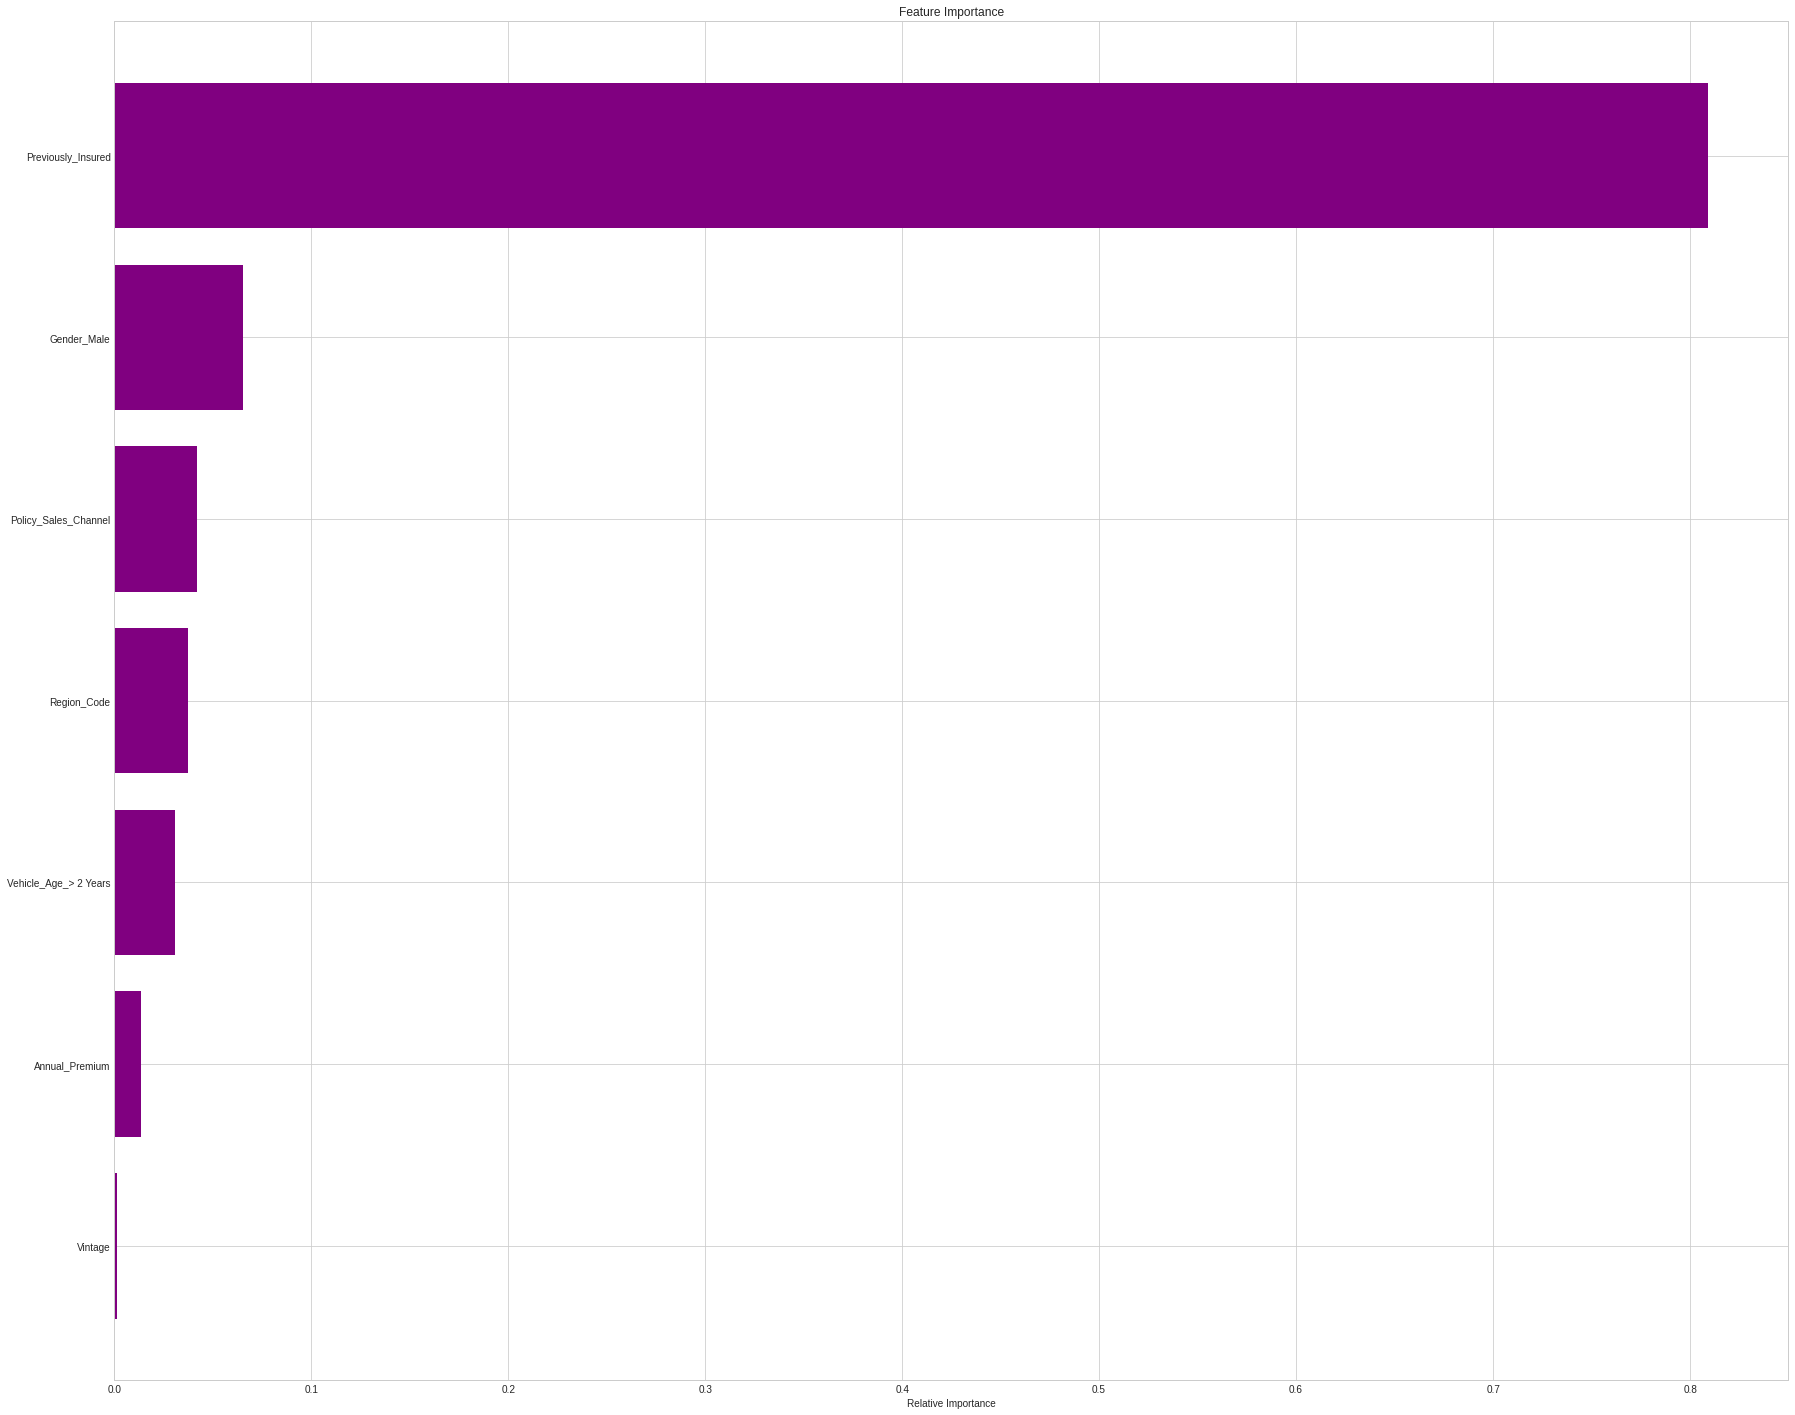 Feature Importance
Previously_Insured
Gender_Male
Policy_Sales_Channel
Region_Code
Vehicle_Age_> 2 Years
Annual_Premium
Vintage
0.0 0.1 0.2 0.3 0.4 0.5 0.6 0.7 0.8
Relative Importance